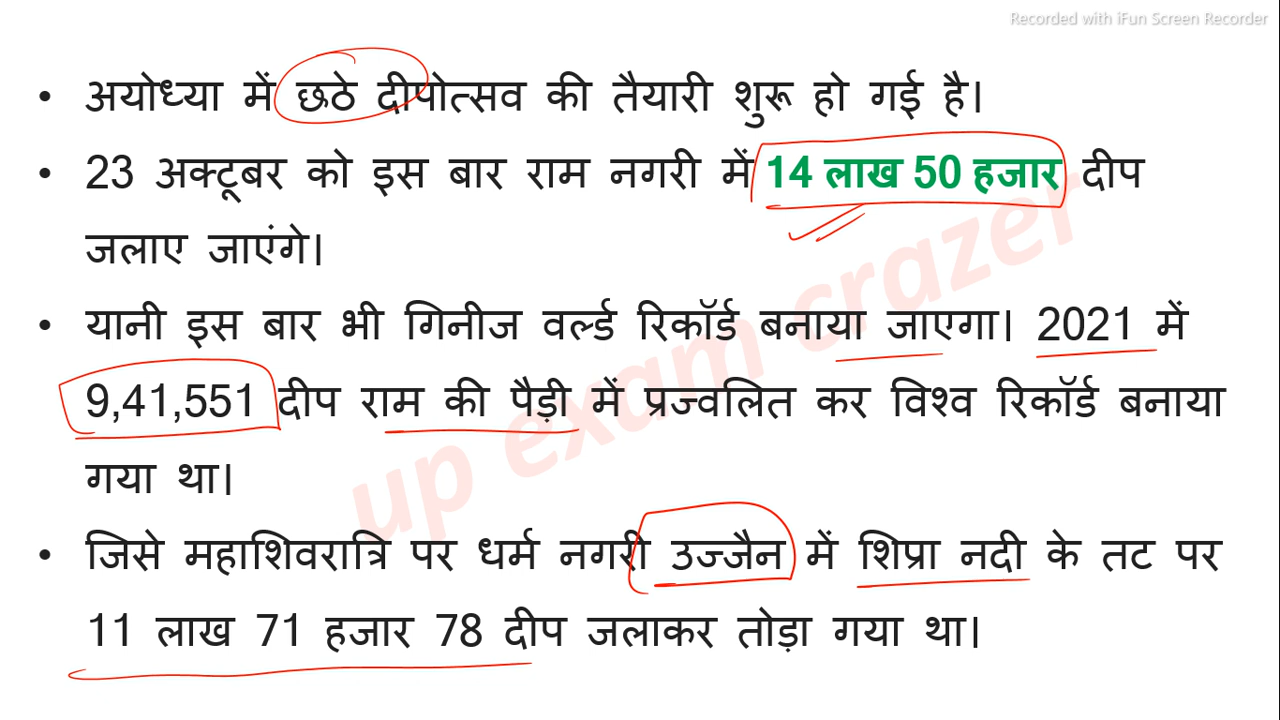 Recorded with iFun Screen Recorder
• अयोध्या में छठे दीपोत्सव की तैयारी शुरू हो गई है।
• 23 अक्टूबर को इस बार राम नगरी में 14 लाख 50 हजार दीप
जलाए जाएंगे।
• यानी इस बार भी गिनीज वर्ल्ड रिकॉर्ड बनाया जाएगा। 2021 में
9,41,551 दीप राम की पैड़ी में प्रज्वलित कर विश्व रिकॉर्ड बनाया
गया था।
• जिसे महाशिवरात्रि पर धर्म नगरी उज्जैन में शिप्रा नदी के तट पर
11 लाख 71 हजार 78 दीप जलाकर तोड़ा गया था।
up exam crazer